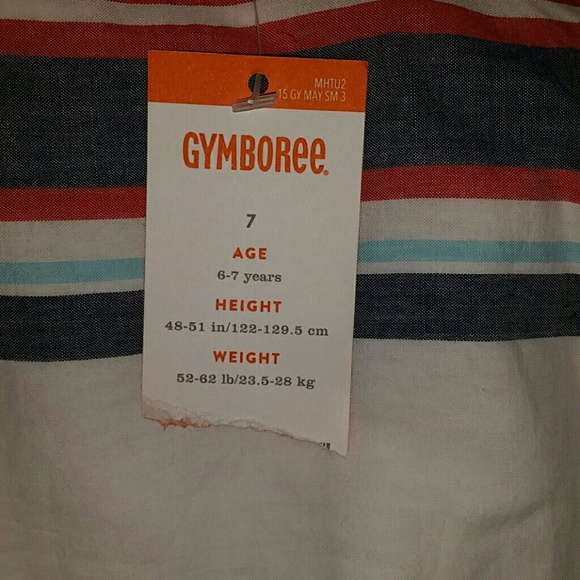 MHTU2
15 GY MAY SM 3
GYMBOREE
7
AGE
6-7 years
HEIGHT
48-51 in/122-129.5 cm
WEIGHT
52-62 lb/23.5-28 kg